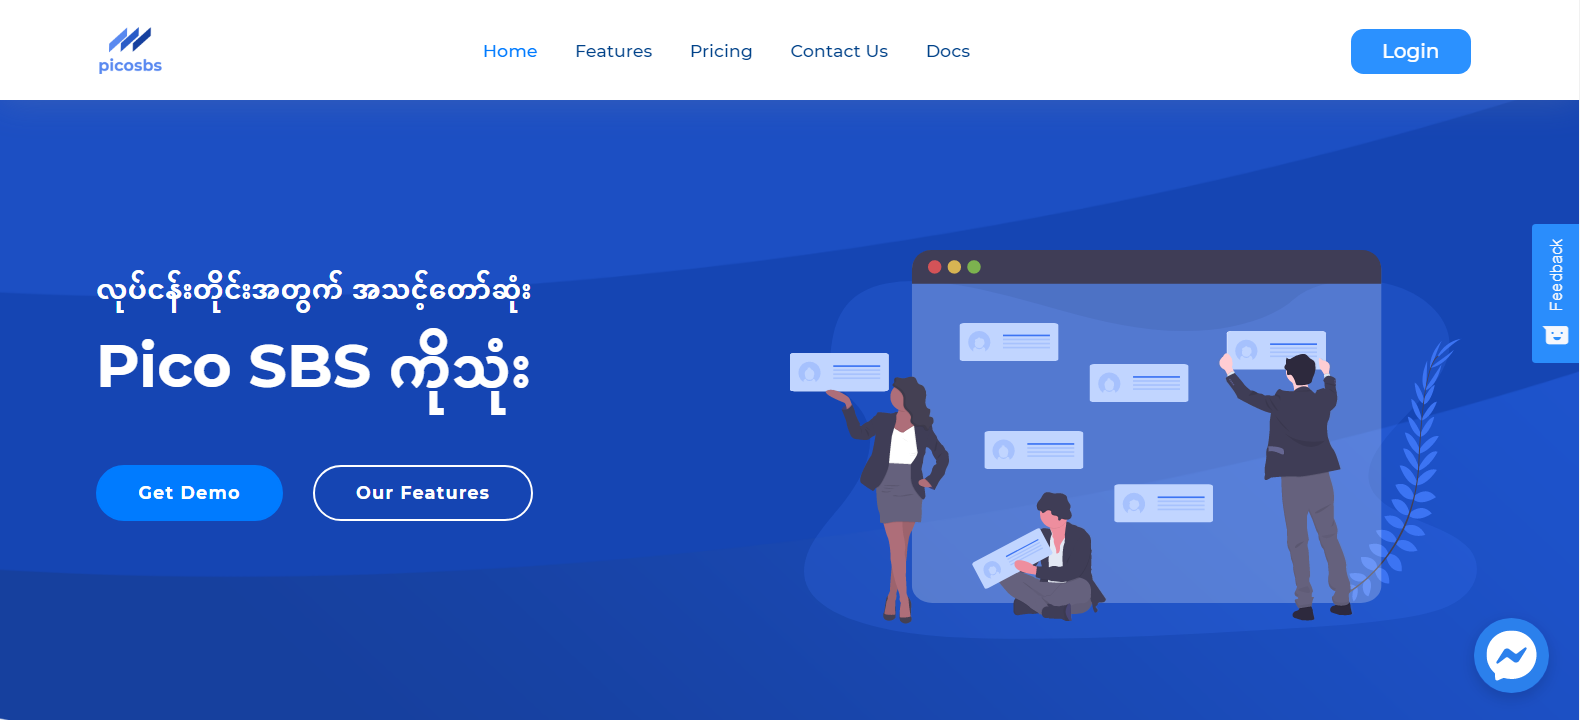 picosbs
Home Features Pricing Contact Us Docs
Login
လုပ်ငန်းတိုင်းအတွက် အသင့်တော်ဆုံး
Pico SBS ကိုသုံး
Get Demo Our Features
Feedback